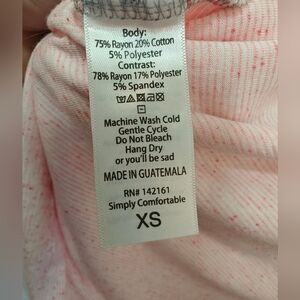 Body:
75% Rayon 20% Cotton
5% Polyester
Contrast:
78% Rayon 17% Polyester
5% Spandex
Machine Wash Cold
Gentle Cycle
Do Not Bleach
Hang Dry
or you'll be sad
MADE IN GUATEMALA
RN# 142161
Simply Comfortable
XS